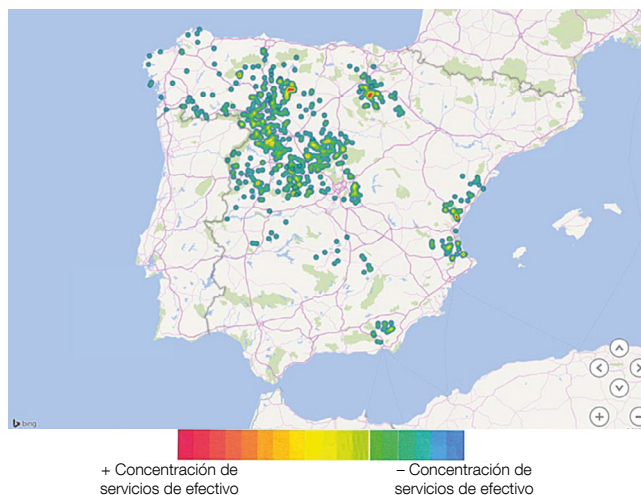 bing
+ Concentración de
servicios de efectivo
– Concentración de
servicios de efectivo